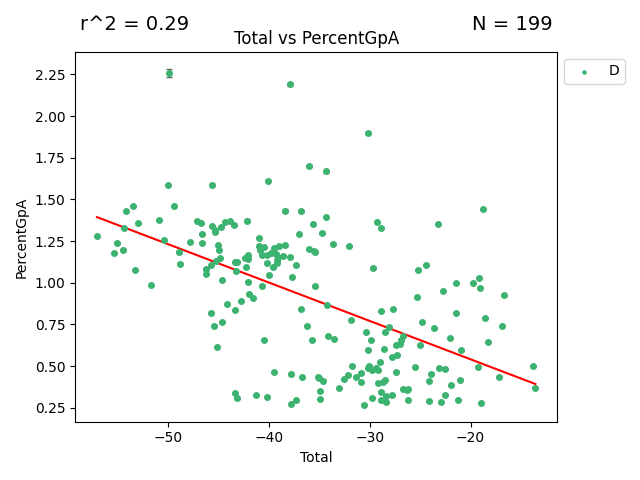 r^2 = 0.29
N = 199
Total vs PercentGpA
D
2.25
2.00
1.75
1.50
1.25
1.00
0.75
0.50
0.25
PercentGpA
−50
−40
−30
−20
Total